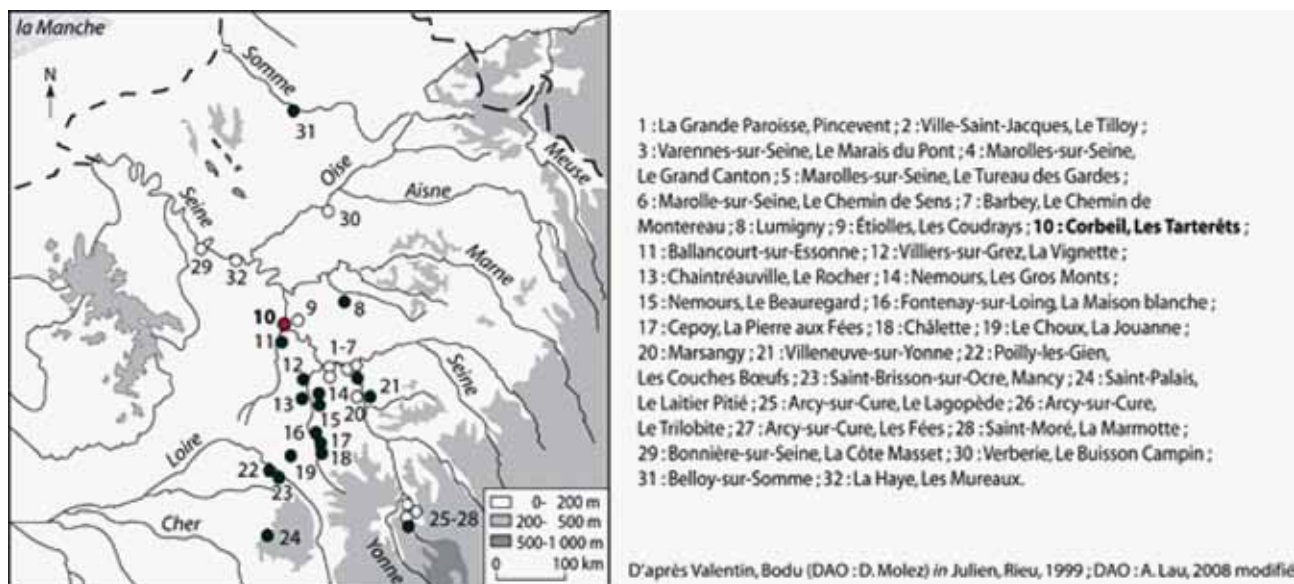 la Manche
N
Somme
31
Oise
Meuse
Aisne
Seine
30
29
32
Marne
10
9
8
11
1-7
Seine
12
14
21
13
20
15
16
17
Loire
18
22
19
23
0- 200 m
25-28
200- 500 m
Cher
24
500-1 000 m
Yonne
0 100 km
1 : La Grande Paroisse, Pincevent ; 2 : Ville-Saint-Jacques, Le Tilloy ;
3 : Varennes-sur-Seine, Le Marais du Pont ; 4 : Marolles-sur-Seine,
Le Grand Canton ; 5 : Marolles-sur-Seine, Le Tureau des Gardes ;
6 : Marolle-sur-Seine, Le Chemin de Sens ; 7 : Barbey, Le Chemin de
Montereau ; 8 : Lumigny ; 9 : Étiolles, Les Coudrays ; 10 : Corbeil, Les Tarterêts ;
11 : Ballancourt-sur-Essonne ; 12 : Villiers-sur-Grez, La Vignette ;
13 : Chaintréauville, Le Rocher ; 14 : Nemours, Les Gros Monts ;
15 : Nemours, Le Beauregard ; 16 : Fontenay-sur-Loing, La Maison blanche ;
17 : Cepoy, La Pierre aux Fées ; 18 : Châlette ; 19 : Le Choux, La Jouanne ;
20 : Marsangy ; 21 : Villeneuve-sur-Yonne ; 22 : Poilly-les-Gien,
Les Couches Bœufs ; 23 : Saint-Brisson-sur-Ocre, Mancy ; 24 : Saint-Palais,
Le Laitier Pitié ; 25 : Arcy-sur-Cure, Le Lagopède ; 26 : Arcy-sur-Cure,
Le Trilobite ; 27 : Arcy-sur-Cure, Les Fées ; 28 : Saint-Moré, La Marmotte ;
29 : Bonnière-sur-Seine, La Côte Masset ; 30 : Verberie, Le Buisson Campin ;
31 : Belloy-sur-Somme ; 32 : La Haye, Les Mureaux.
D'après Valentin, Bodu (DAO : D. Molez) in Julien, Rieu, 1999 ; DAO : A. Lau, 2008 modifié